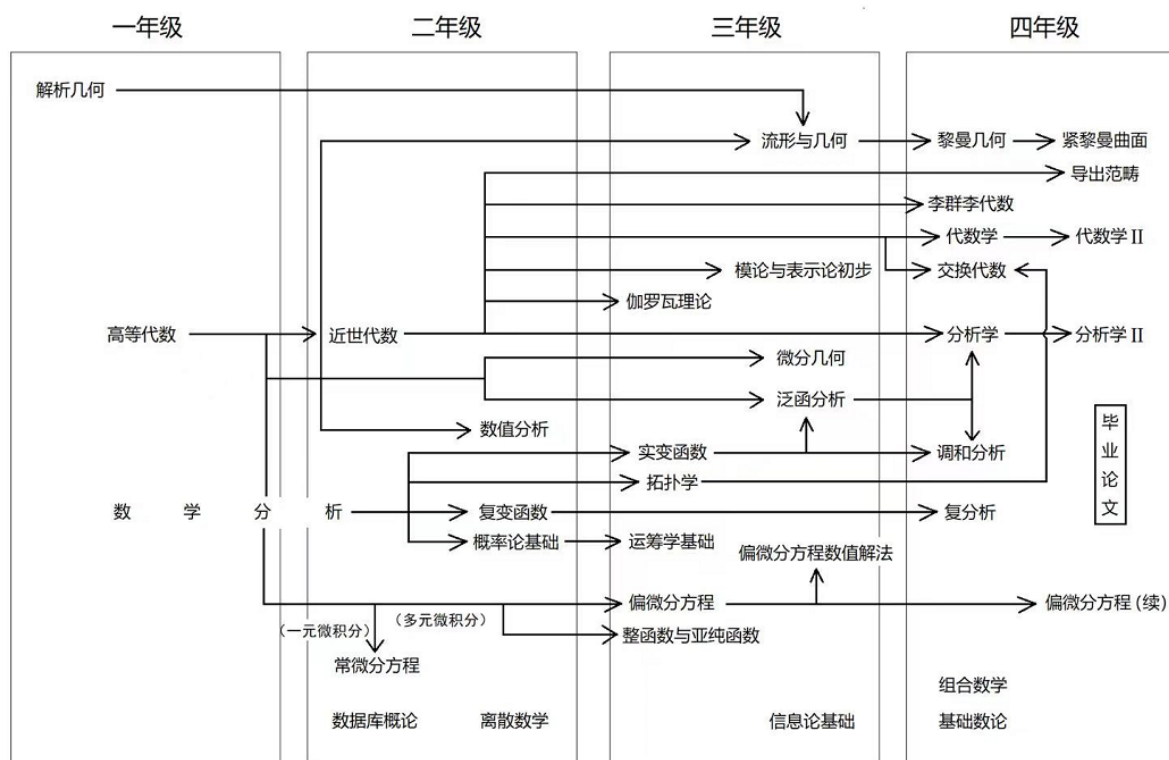 一年级 二年级 三年级 四年级
解析几何
流形与几何 黎曼几何 紧黎曼曲面
导出范畴
李群李代数
代数学 代数学Ⅱ
模论与表示论初步 交换代数
伽罗瓦理论
高等代数 近世代数 分析学 分析学Ⅱ
微分几何
泛函分析
数值分析
毕业论文
实变函数 调和分析
拓扑学
数学分析 复变函数 复分析
概率论基础 运筹学基础
偏微分方程数值解法
偏微分方程 偏微分方程(续)
(一元微积分) (多元微积分)
整函数与亚纯函数
常微分方程
组合数学
数据库概论 离散数学 信息论基础 基础数论